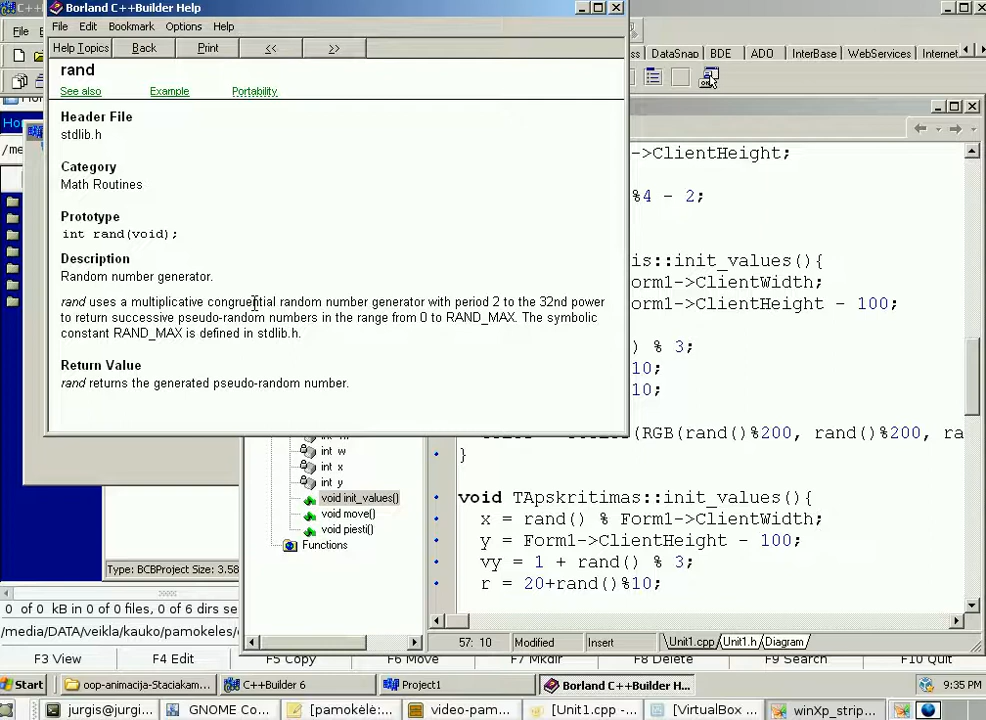 Borland C++Builder Help
File Edit Bookmark Options Help
Help Topics Back Print << >>
rand
See also Example Portability
Header File
stdlib.h
Category
Math Routines
Prototype
int rand(void);
Description
Random number generator.
rand uses a multiplicative congruential random number generator with period 2 to the 32nd power
to return successive pseudo-random numbers in the range from 0 to RAND_MAX. The symbolic
constant RAND_MAX is defined in stdlib.h.
Return Value
rand returns the generated pseudo-random number.
DataSnap BDE ADO InterBase WebServices Internet
->ClientHeight;
%4 - 2;
is::init_values(){
orm1->ClientWidth;
orm1->ClientHeight - 100;
) % 3;
10;
10;
(RGB(rand()%200, rand()%200, ra
}
void TApskritimas::init_values(){
x = rand() % Form1->ClientWidth;
y = Form1->ClientHeight - 100;
vy = 1 + rand() % 3;
r = 20+rand()%10;
int w
int x
int y
void init_values()
void move()
void piesti()
Functions
57: 10 Modified Insert Unit1.cpp Unit1.h Diagram
Type: BCBProject Size: 3.58
0 of 0 kB in 0 of 0 files, 0 of 6 dirs se
/media/DATA/veikla/kauko/pamokeles/
F3 View F4 Edit F5 Copy F6 Move F7 Mkdir F8 Delete F9 Search F10 Quit
Start oop-animacija-Staciakam... C++Builder 6 Project1 Borland C++Builder H... 9:35 PM
jurgis@jurgi... GNOME Co... [pamokėle:... video-pam... [Unit1.cpp -... [VirtualBox ... winXp_strip...